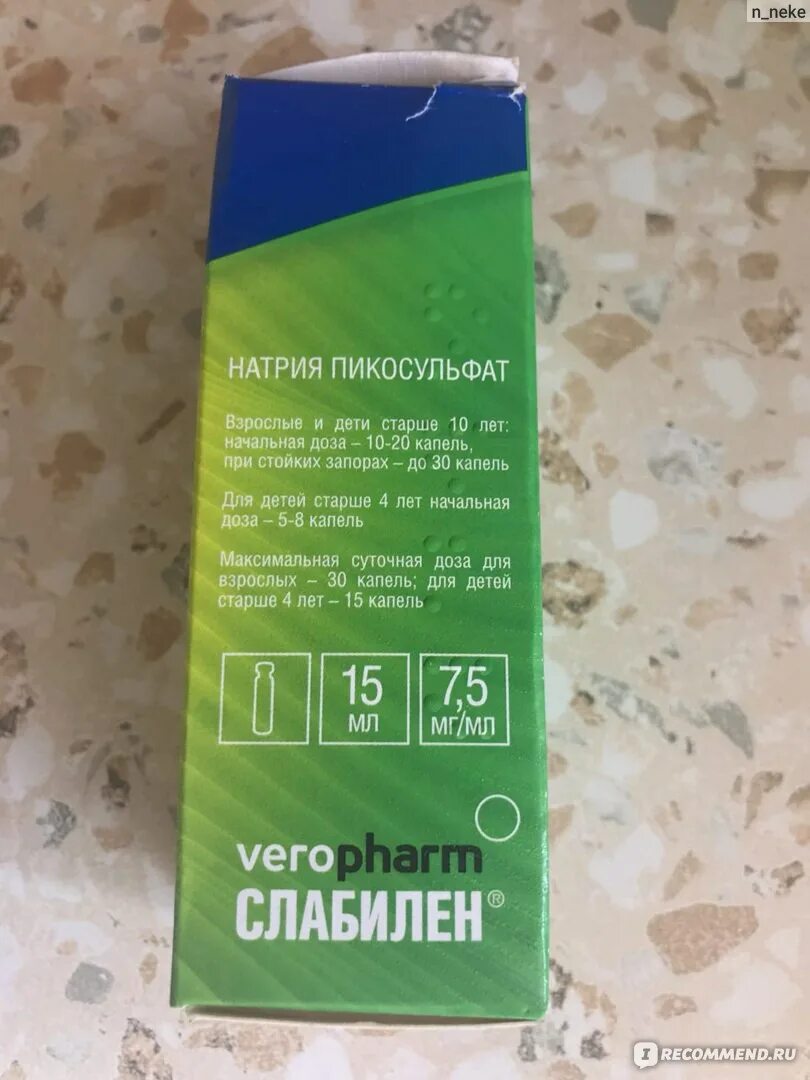 n_neke
НАТРИЯ ПИКОСУЛЬФАТ
Взрослые и дети старше 10 лет:
начальная доза – 10-20 капель,
при стойких запорах – до 30 капель
Для детей старше 4 лет начальная
доза – 5-8 капель
Максимальная суточная доза для
взрослых – 30 капель; для детей
старше 4 лет – 15 капель
15
МЛ
7,5
МГ/МЛ
veropharm
СЛАБИЛЕН®
IRECOMMEND.RU